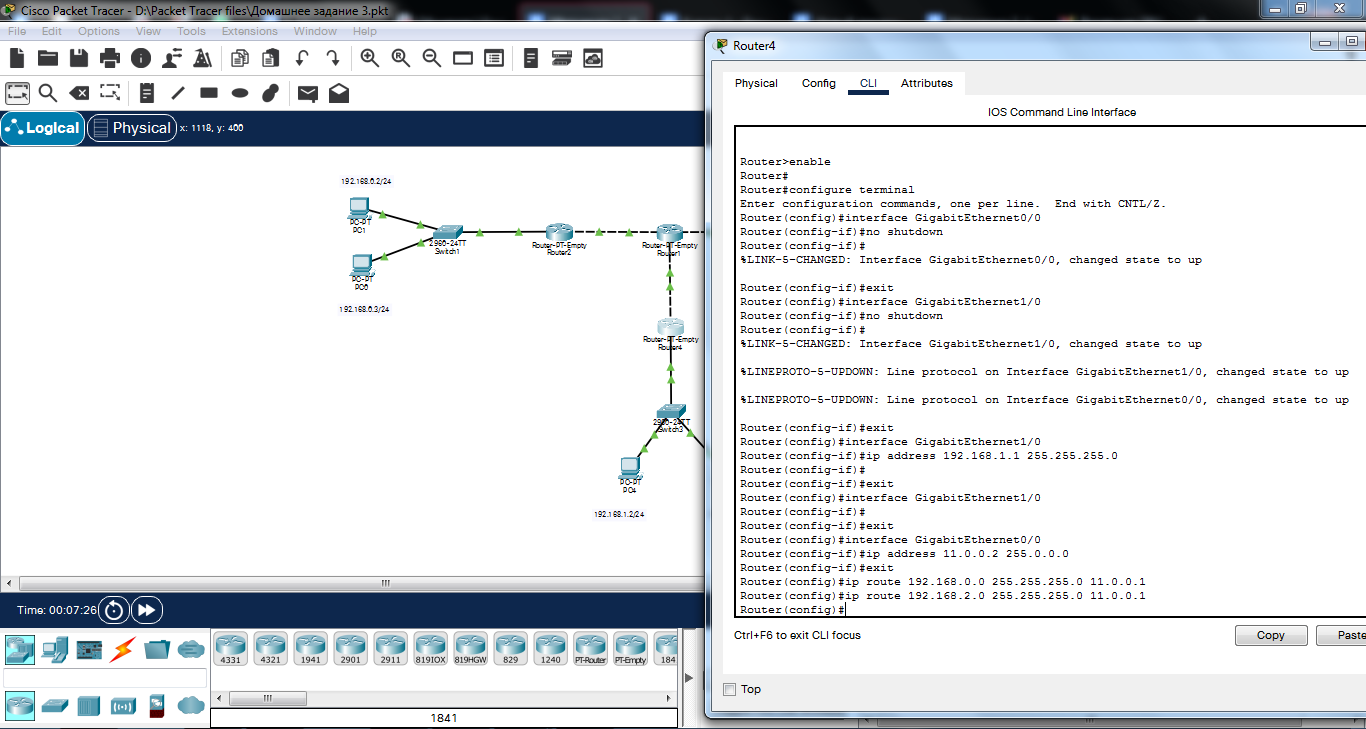 Cisco Packet Tracer - D:\Packet Tracer files\Домашнее задание 3.pkt
File Edit Options View Tools Extensions Window Help
Logical
Physical
x: 1118, y: 400
192.168.0.2/24
PC-PT
PC1
2960-24TT
Switch1
Router-PT-Empty
Router2
Router-PT-Empty
Router1
PC-PT
PC0
192.168.0.3/24
Router-PT-Empty
Router4
2960-24TT
Switch3
PC-PT
PC4
192.168.1.2/24
Time: 00:07:26
4331
4321
1941
2901
2911
819IOX
819HGW
829
1240
PT-Router
PT-Empty
184
1841
Router4
Physical Config CLI Attributes
IOS Command Line Interface
Router>enable
Router#
Router#configure terminal
Enter configuration commands, one per line. End with CNTL/Z.
Router(config)#interface GigabitEthernet0/0
Router(config-if)#no shutdown
Router(config-if)#
%LINK-5-CHANGED: Interface GigabitEthernet0/0, changed state to up
Router(config-if)#exit
Router(config)#interface GigabitEthernet1/0
Router(config-if)#no shutdown
Router(config-if)#
%LINK-5-CHANGED: Interface GigabitEthernet1/0, changed state to up
%LINEPROTO-5-UPDOWN: Line protocol on Interface GigabitEthernet1/0, changed state to up
%LINEPROTO-5-UPDOWN: Line protocol on Interface GigabitEthernet0/0, changed state to up
Router(config-if)#exit
Router(config)#interface GigabitEthernet1/0
Router(config-if)#ip address 192.168.1.1 255.255.255.0
Router(config-if)#
Router(config-if)#exit
Router(config)#interface GigabitEthernet1/0
Router(config-if)#
Router(config-if)#exit
Router(config)#interface GigabitEthernet0/0
Router(config-if)#ip address 11.0.0.2 255.0.0.0
Router(config-if)#exit
Router(config)#ip route 192.168.0.0 255.255.255.0 11.0.0.1
Router(config)#ip route 192.168.2.0 255.255.255.0 11.0.0.1
Router(config)#
Ctrl+F6 to exit CLI focus
Copy
Paste
Top